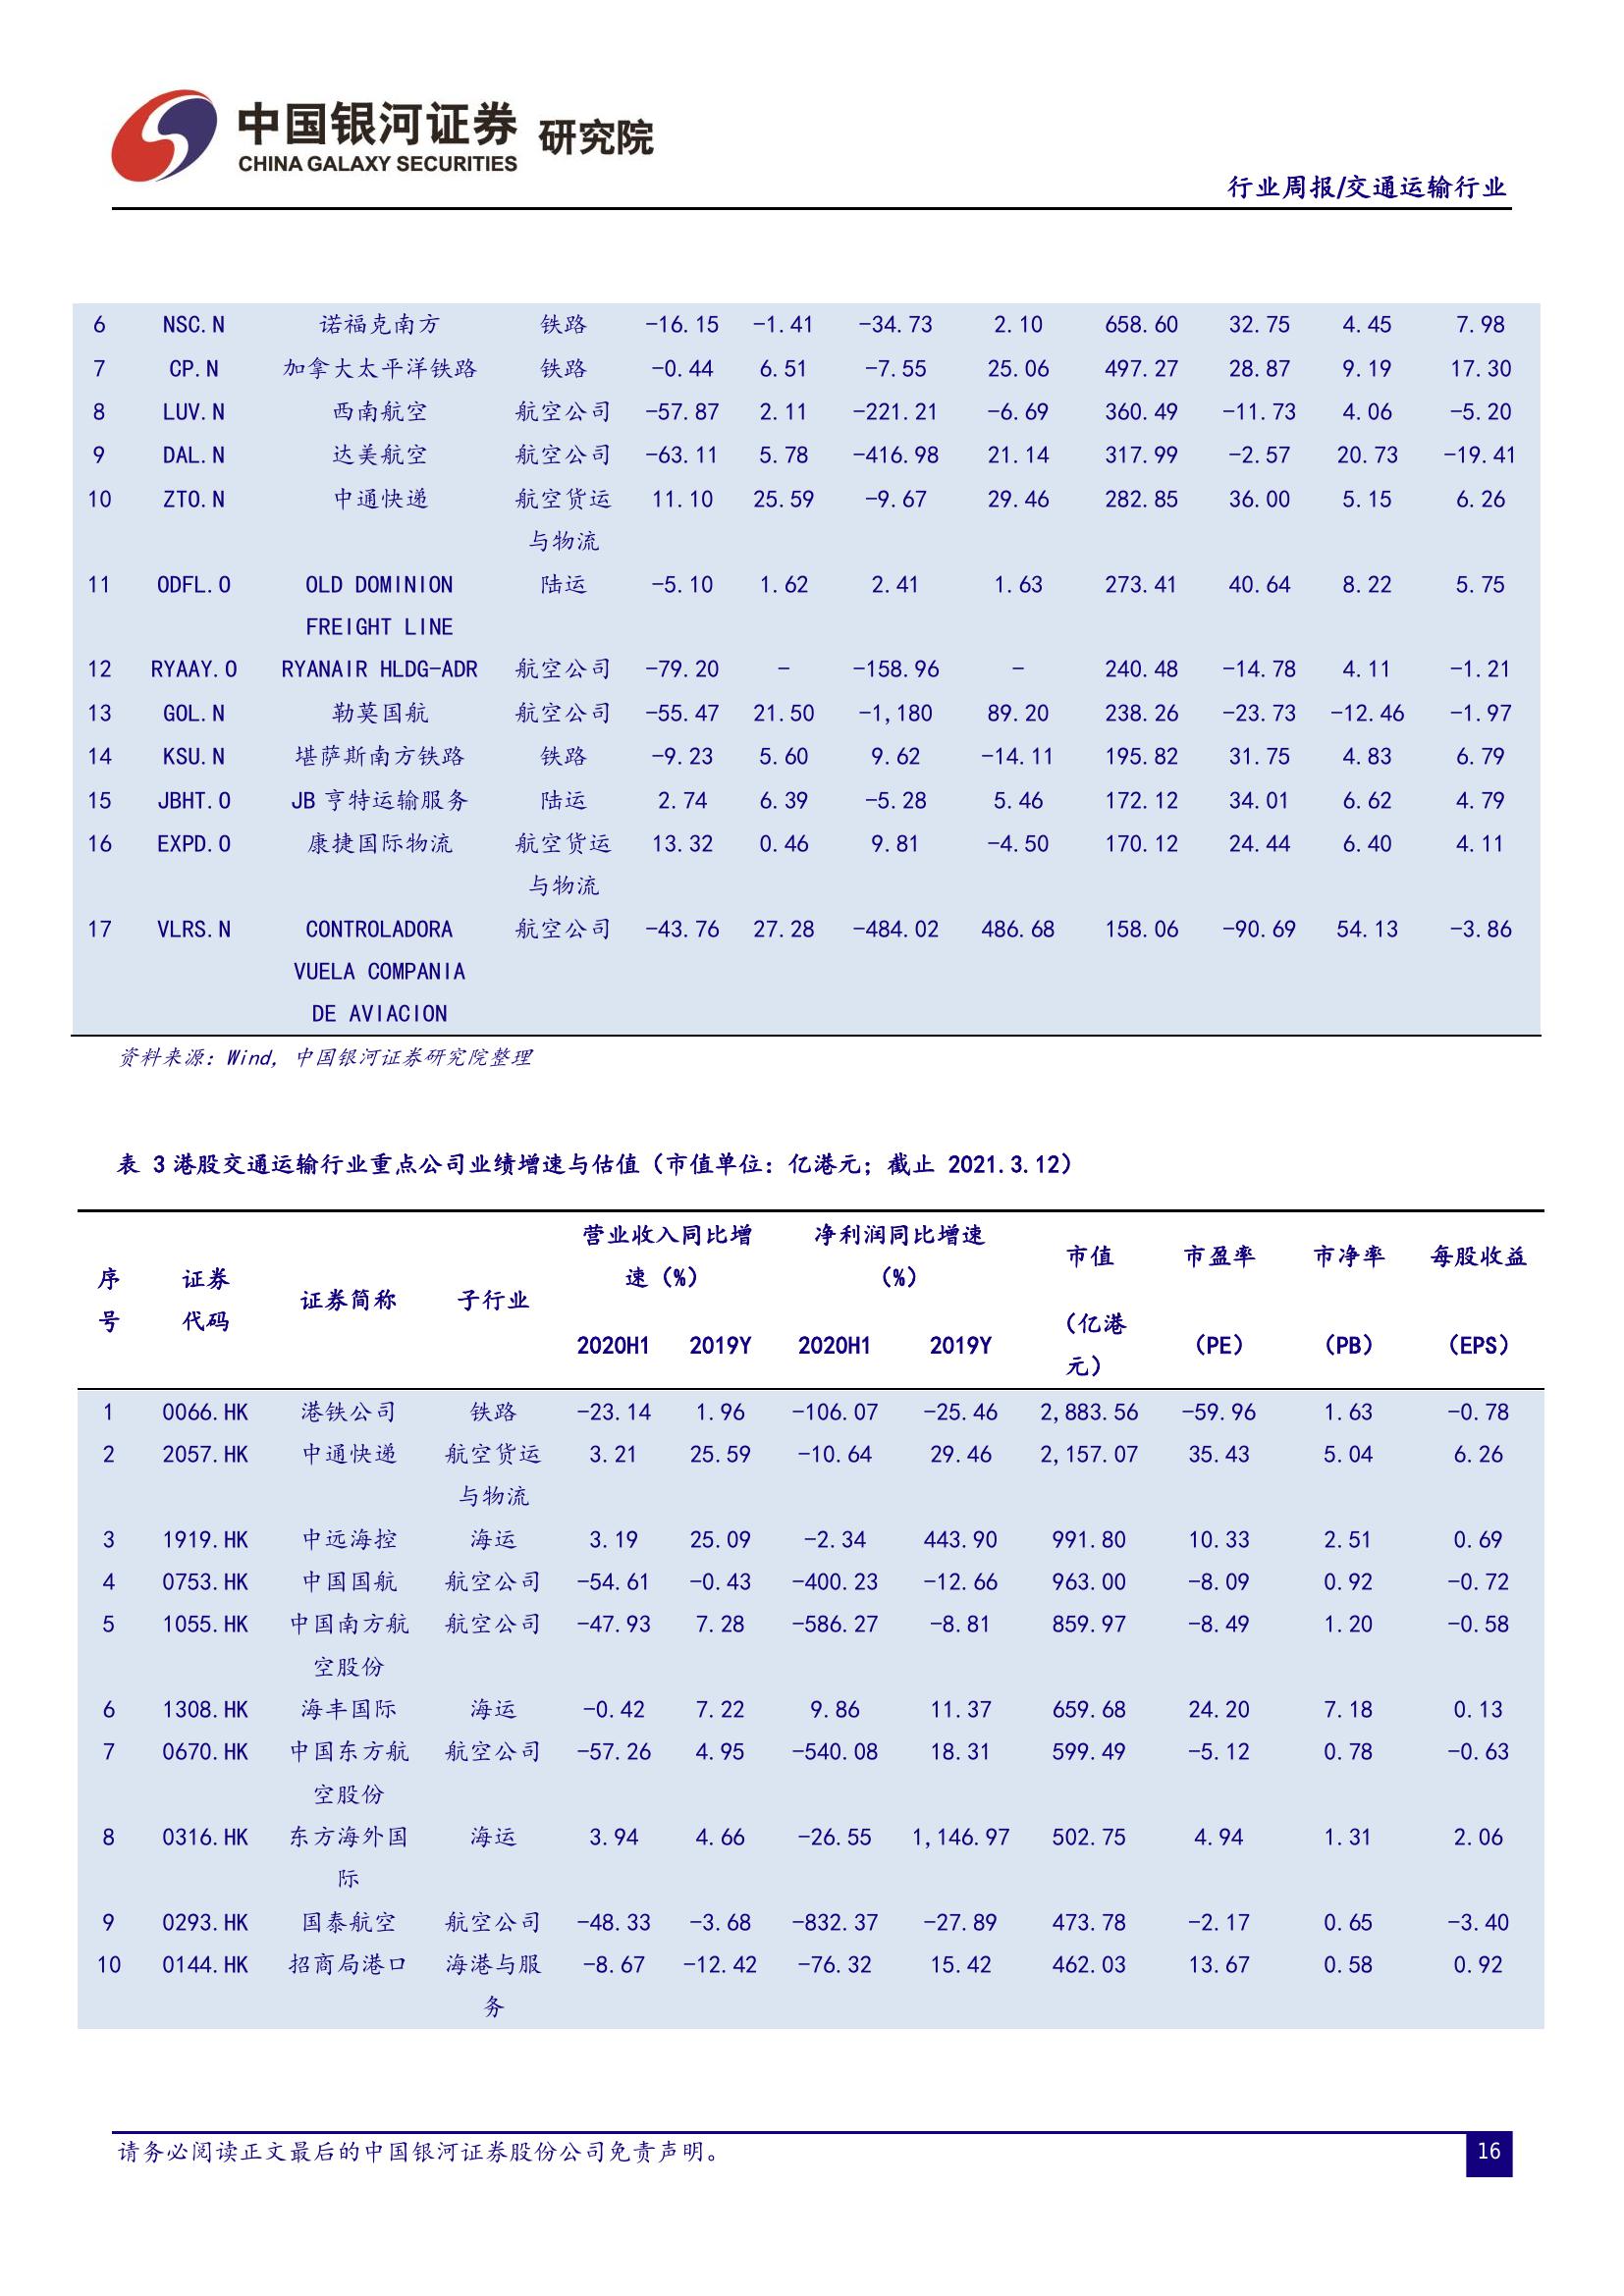 中国银河证券 研究院
CHINA GALAXY SECURITIES
行业周报/交通运输行业
6 NSC.N 诺福克南方 铁路 -16.15 -1.41 -34.73 2.10 658.60 32.75 4.45 7.98
7 CP.N 加拿大太平洋铁路 铁路 -0.44 6.51 -7.55 25.06 497.27 28.87 9.19 17.30
8 LUV.N 西南航空 航空公司 -57.87 2.11 -221.21 -6.69 360.49 -11.73 4.06 -5.20
9 DAL.N 达美航空 航空公司 -63.11 5.78 -416.98 21.14 317.99 -2.57 20.73 -19.41
10 ZTO.N 中通快递 航空货运 11.10 25.59 -9.67 29.46 282.85 36.00 5.15 6.26
与物流
11 ODFL.O OLD DOMINION 陆运 -5.10 1.62 2.41 1.63 273.41 40.64 8.22 5.75
FREIGHT LINE
12 RYAAY.O RYANAIR HLDG-ADR 航空公司 -79.20 - -158.96 - 240.48 -14.78 4.11 -1.21
13 GOL.N 勒莫国航 航空公司 -55.47 21.50 -1,180 89.20 238.26 -23.73 -12.46 -1.97
14 KSU.N 堪萨斯南方铁路 铁路 -9.23 5.60 9.62 -14.11 195.82 31.75 4.83 6.79
15 JBHT.O JB 亨特运输服务 陆运 2.74 6.39 -5.28 5.46 172.12 34.01 6.62 4.79
16 EXPD.O 康捷国际物流 航空货运 13.32 0.46 9.81 -4.50 170.12 24.44 6.40 4.11
与物流
17 VLRS.N CONTROLADORA 航空公司 -43.76 27.28 -484.02 486.68 158.06 -90.69 54.13 -3.86
VUELA COMPANIA
DE AVIACION
资料来源：Wind，中国银河证券研究院整理
表 3 港股交通运输行业重点公司业绩增速与估值（市值单位：亿港元；截止 2021.3.12）
营业收入同比增 净利润同比增速
市值 市盈率 市净率 每股收益
序 证券 速（%） （%）
证券简称 子行业
号 代码 （亿港
2020H1 2019Y 2020H1 2019Y （PE） （PB） （EPS）
元）
1 0066.HK 港铁公司 铁路 -23.14 1.96 -106.07 -25.46 2,883.56 -59.96 1.63 -0.78
2 2057.HK 中通快递 航空货运 3.21 25.59 -10.64 29.46 2,157.07 35.43 5.04 6.26
与物流
3 1919.HK 中远海控 海运 3.19 25.09 -2.34 443.90 991.80 10.33 2.51 0.69
4 0753.HK 中国国航 航空公司 -54.61 -0.43 -400.23 -12.66 963.00 -8.09 0.92 -0.72
5 1055.HK 中国南方航 航空公司 -47.93 7.28 -586.27 -8.81 859.97 -8.49 1.20 -0.58
空股份
6 1308.HK 海丰国际 海运 -0.42 7.22 9.86 11.37 659.68 24.20 7.18 0.13
7 0670.HK 中国东方航 航空公司 -57.26 4.95 -540.08 18.31 599.49 -5.12 0.78 -0.63
空股份
8 0316.HK 东方海外国 海运 3.94 4.66 -26.55 1,146.97 502.75 4.94 1.31 2.06
际
9 0293.HK 国泰航空 航空公司 -48.33 -3.68 -832.37 -27.89 473.78 -2.17 0.65 -3.40
10 0144.HK 招商局港口 海港与服 -8.67 -12.42 -76.32 15.42 462.03 13.67 0.58 0.92
务
请务必阅读正文最后的中国银河证券股份公司免责声明。
16